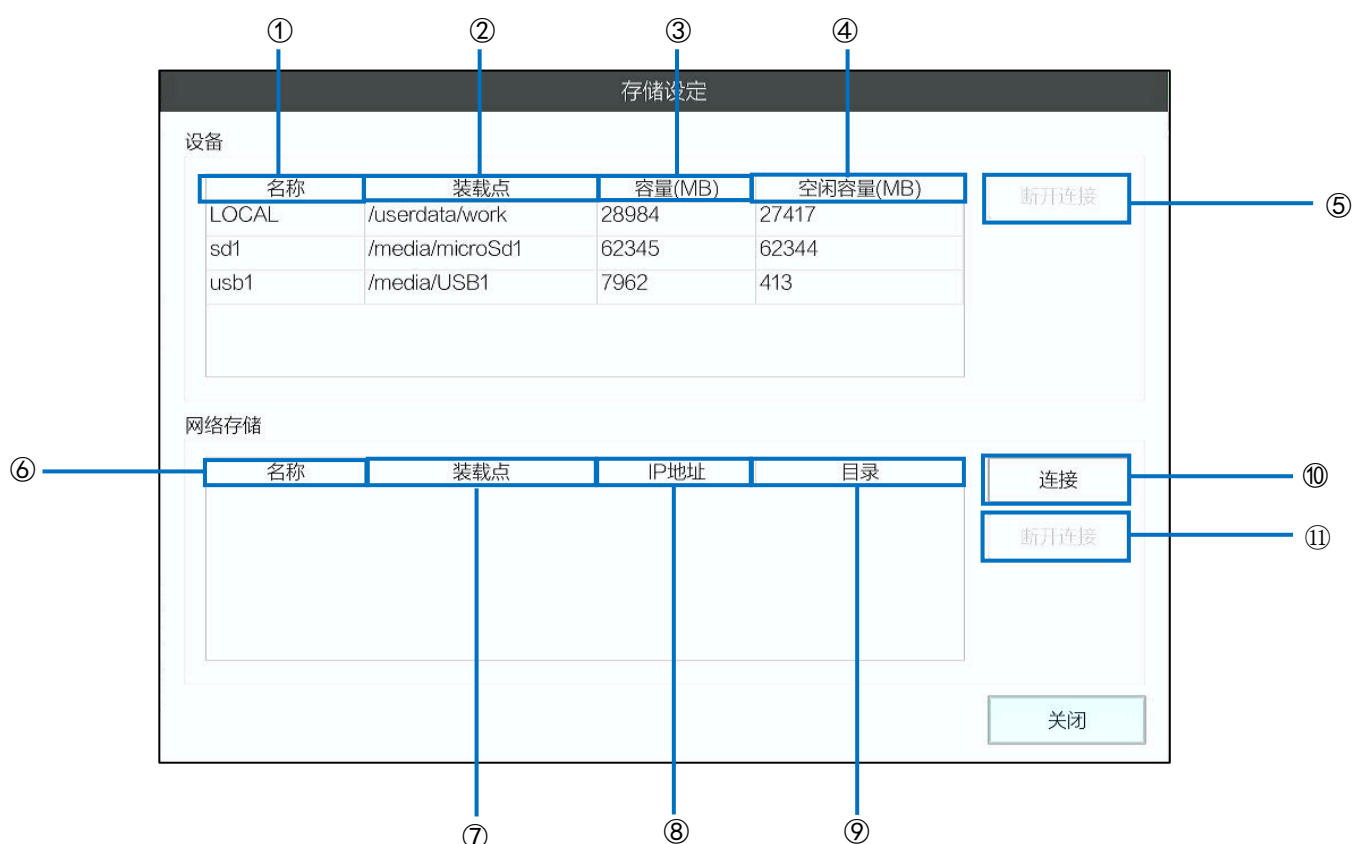 ① ② ③ ④
存储设定
设备
名称 装载点 容量(MB) 空闲容量(MB)
断开连接 ⑤
LOCAL /userdata/work 28984 27417
sd1 /media/microSd1 62345 62344
usb1 /media/USB1 7962 413
网络存储
⑥ 名称 装载点 IP地址 目录 连接 ⑩
断开连接 ⑪
关闭
⑦ ⑧ ⑨